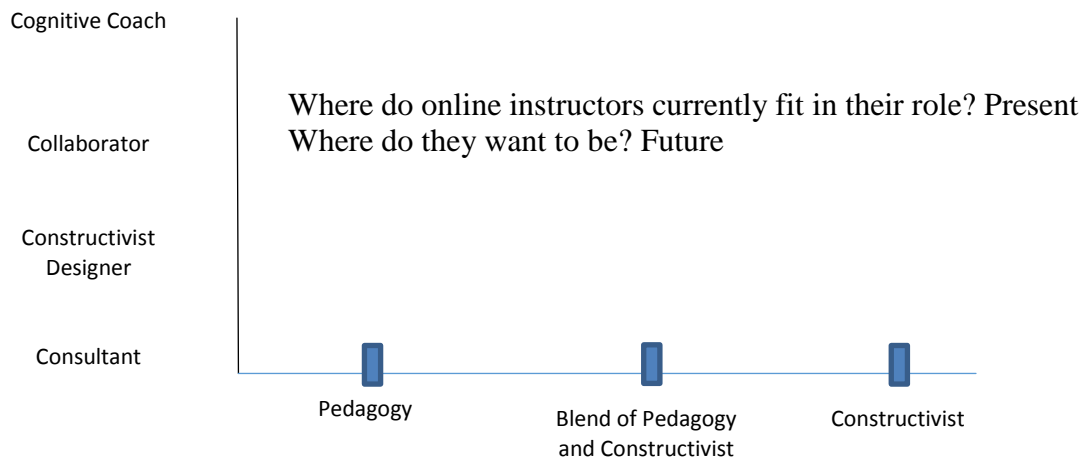 Cognitive Coach
Where do online instructors currently fit in their role? Present
Where do they want to be? Future
Collaborator
Constructivist
Designer
Consultant
Pedagogy
Blend of Pedagogy
and Constructivist
Constructivist